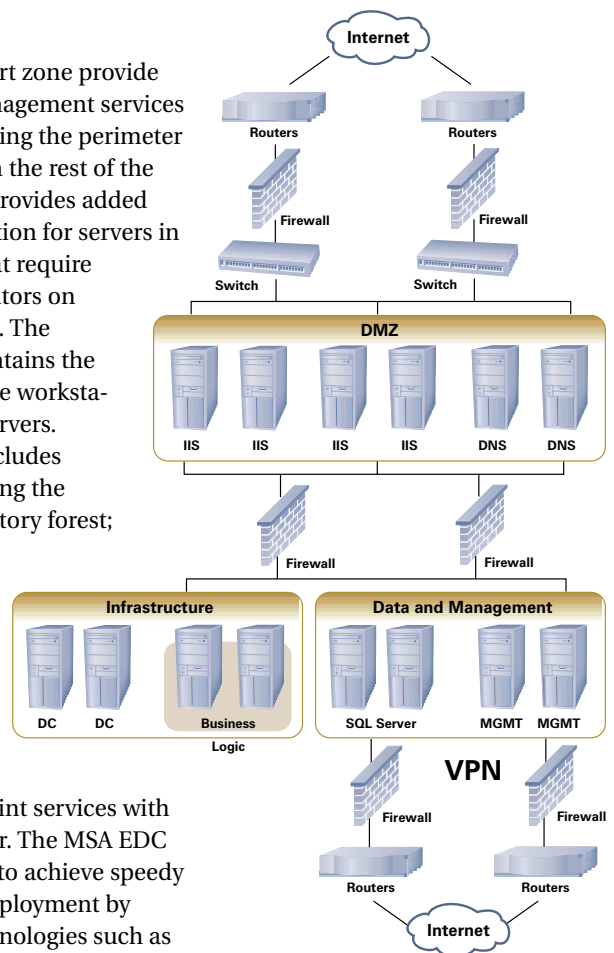 rt zone provide
nagement services
ing the perimeter
n the rest of the
rovides added
tion for servers in
at require
ators on
. The
ntains the
e worksta-
rvers.
cludes
ing the
tory forest;
int services with
r. The MSA EDC
to achieve speedy
ployment by
nologies such as
Internet
Routers
Routers
Firewall
Firewall
Switch
Switch
DMZ
IIS
IIS
IIS
IIS
DNS
DNS
Firewall
Firewall
Infrastructure
DC
DC
Business
Logic
Data and Management
SQL Server
MGMT
MGMT
VPN
Firewall
Firewall
Routers
Routers
Internet